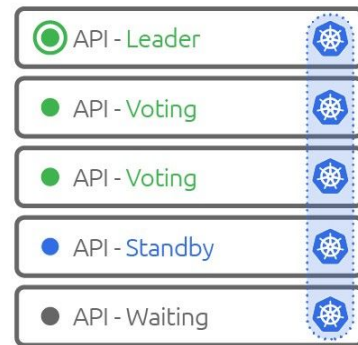 API - Leader
API - Voting
API - Voting
API - Standby
API - Waiting